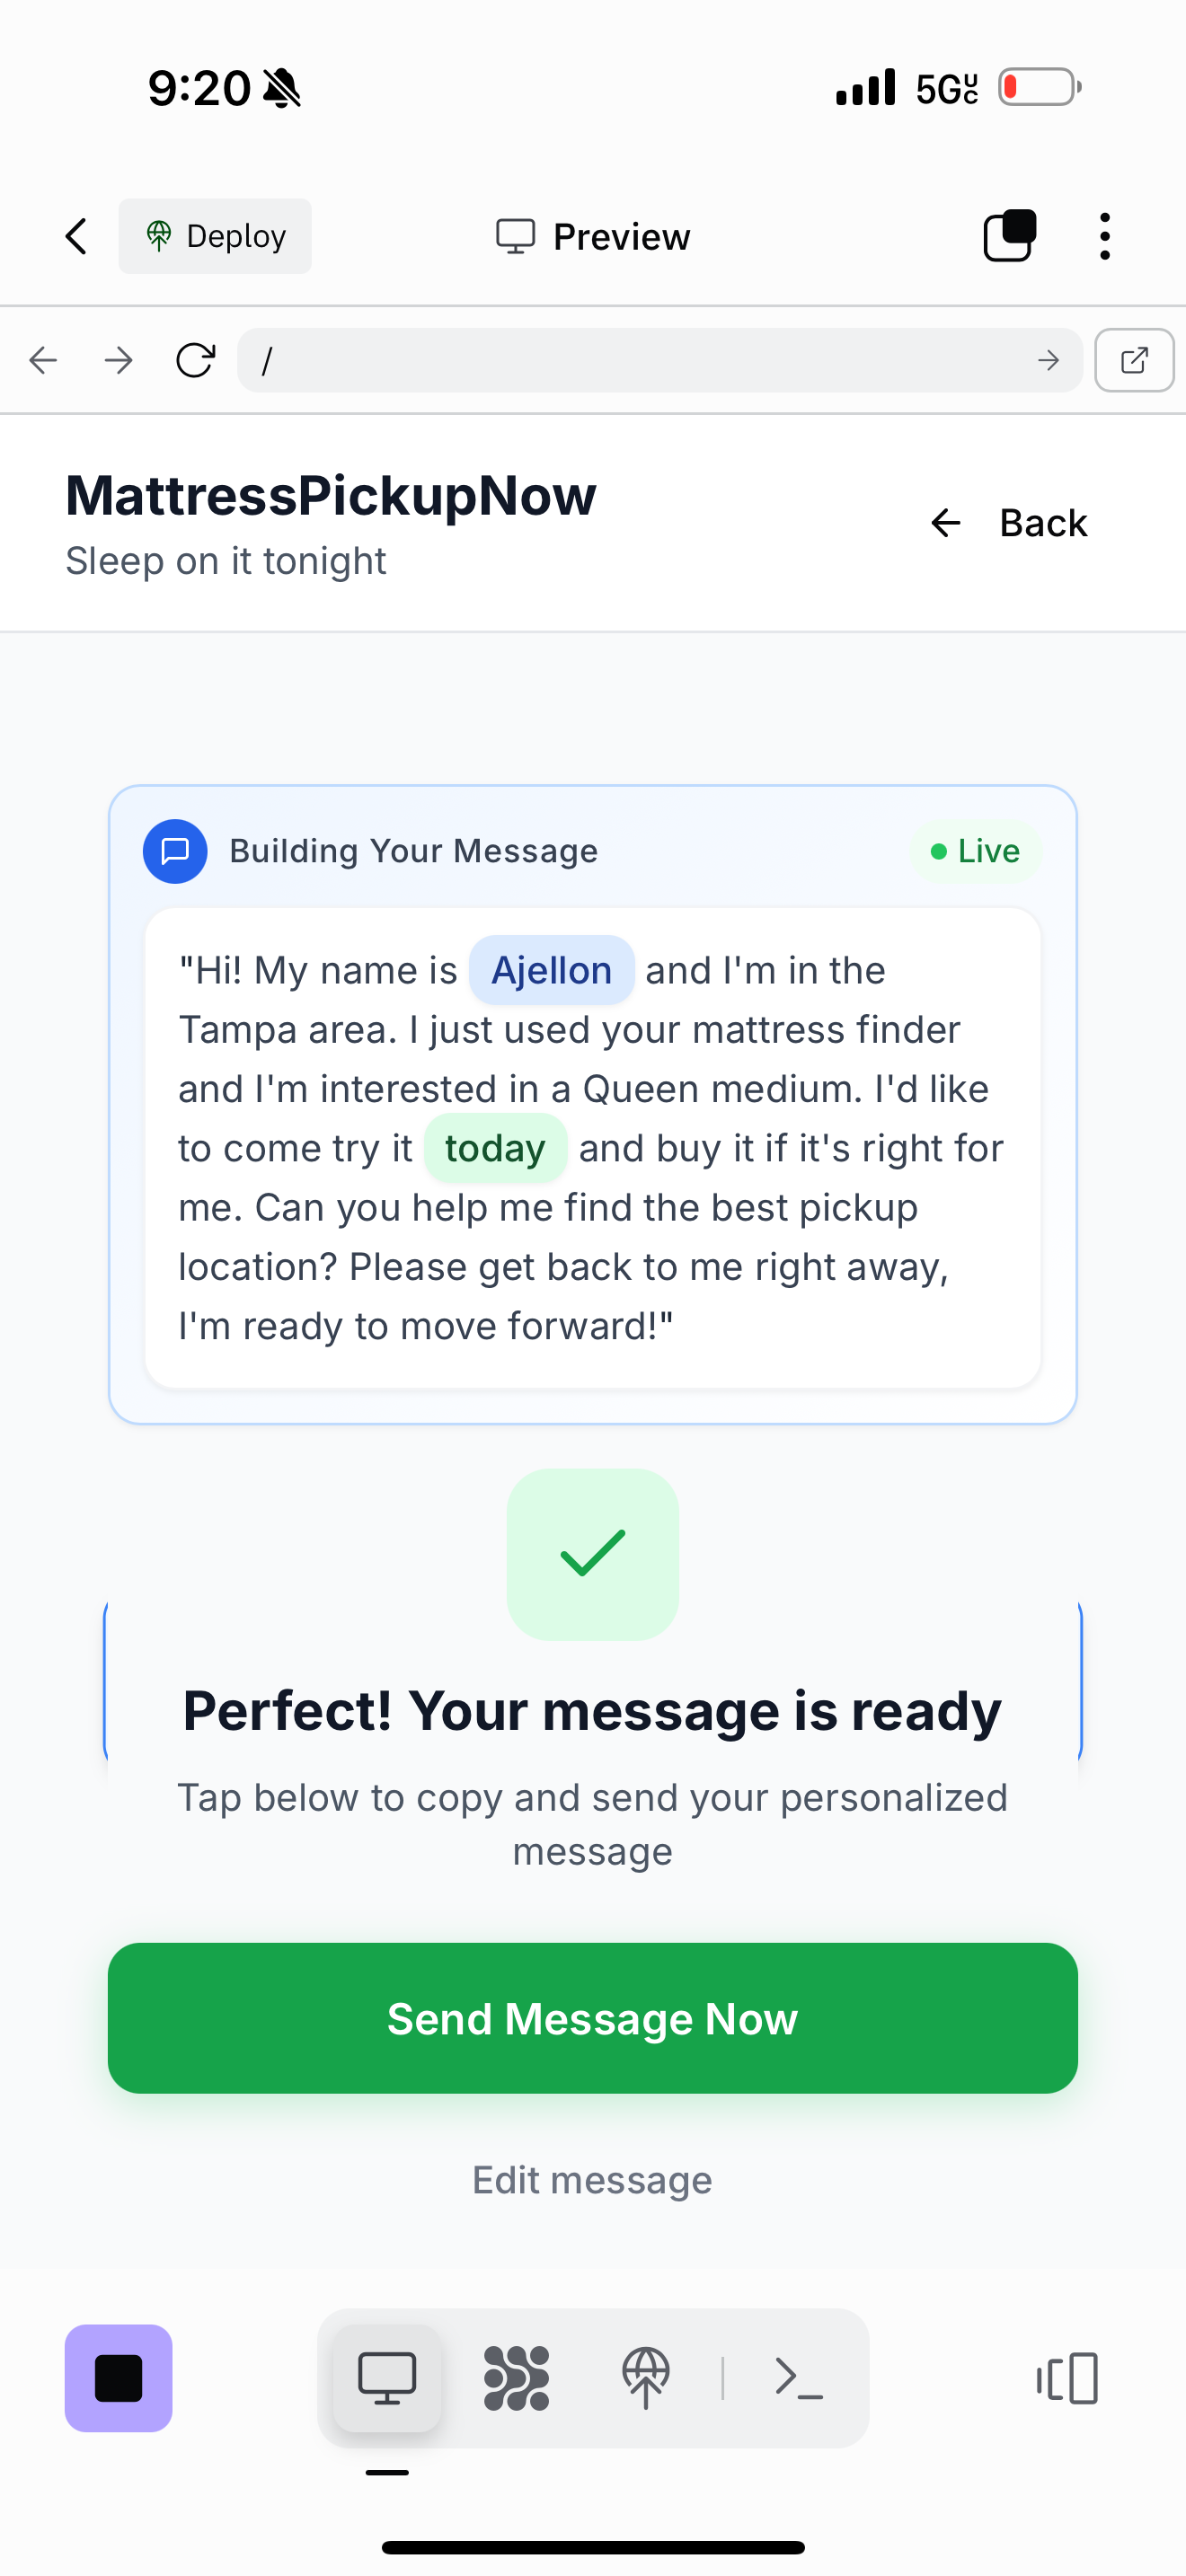 9:20
5GUC
Deploy
Preview
/
MattressPickupNow
Sleep on it tonight
Back
Building Your Message
Live
"Hi! My name is Ajellon and I'm in the
Tampa area. I just used your mattress finder
and I'm interested in a Queen medium. I'd like
to come try it today and buy it if it's right for
me. Can you help me find the best pickup
location? Please get back to me right away,
I'm ready to move forward!"
Perfect! Your message is ready
Tap below to copy and send your personalized
message
Send Message Now
Edit message